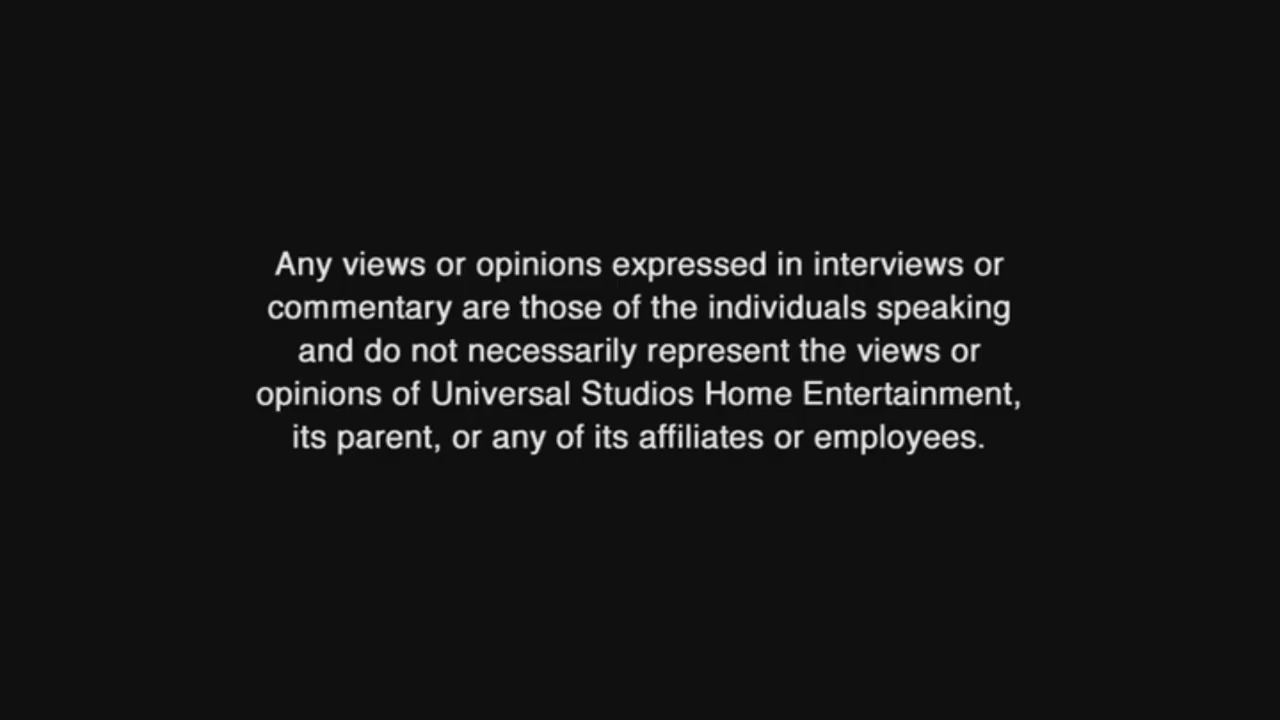 Any views or opinions expressed in interviews or
commentary are those of the individuals speaking
and do not necessarily represent the views or
opinions of Universal Studios Home Entertainment,
its parent, or any of its affiliates or employees.